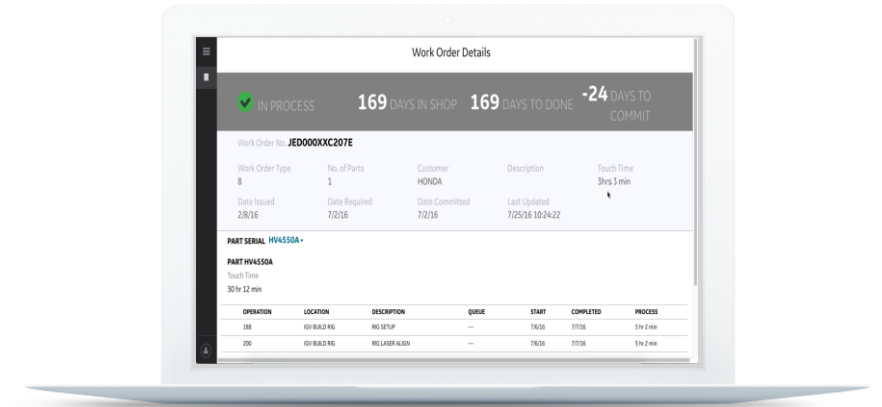 Work Order Details
IN PROCESS 169 DAYS IN SHOP 169 DAYS TO DONE -24 DAYS TO
COMMIT
Work Order No. JED000XXC207E
Work Order Type No. of Parts Customer Description Touch Time
8 1 HONDA 3hrs 3 min
Date Issued Date Required Date Committed Last Updated
2/8/16 7/2/16 7/2/16 7/25/16 10:24:22
PART SERIAL HV4550A
PART HV4550A
Touch Time
30 hr 12 min
OPERATION LOCATION DESCRIPTION QUEUE START COMPLETED PROCESS
188 IGV BUILD RIG RIG SETUP — 7/6/16 7/7/16 5 hr 2 min
200 IGV BUILD RIG RIG LASER ALIGN — 7/6/16 7/7/16 5 hr 2 min